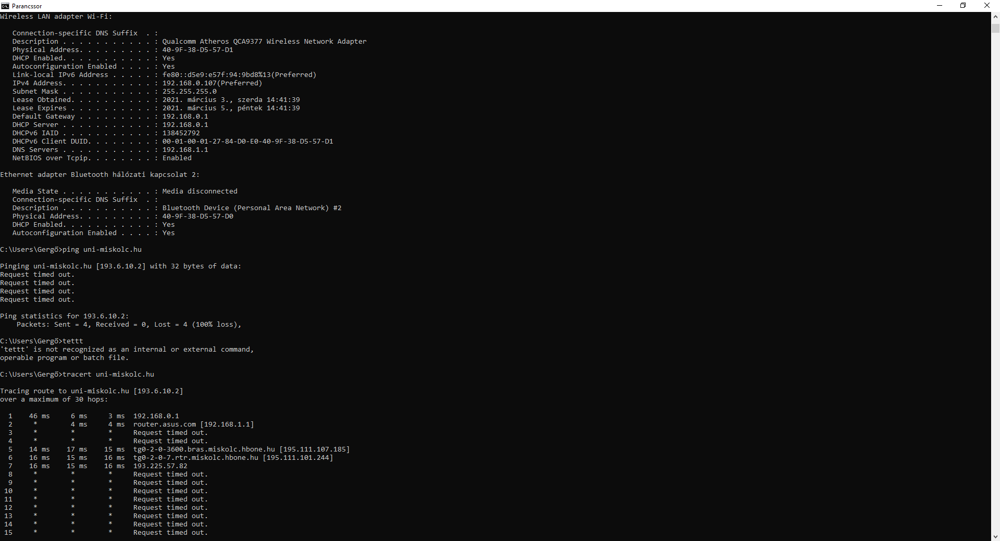 Parancssor
Wireless LAN adapter Wi-Fi:
Connection-specific DNS Suffix  . :
Description . . . . . . . . . . . : Qualcomm Atheros QCA9377 Wireless Network Adapter
Physical Address. . . . . . . . . : 40-9F-38-D5-57-D1
DHCP Enabled. . . . . . . . . . . : Yes
Autoconfiguration Enabled . . . . : Yes
Link-local IPv6 Address . . . . . : fe80::d5e9:e57f:94:9bd8%13(Preferred)
IPv4 Address. . . . . . . . . . . : 192.168.0.107(Preferred)
Subnet Mask . . . . . . . . . . . : 255.255.255.0
Lease Obtained. . . . . . . . . . : 2021. március 3., szerda 14:41:39
Lease Expires . . . . . . . . . . : 2021. március 5., péntek 14:41:39
Default Gateway . . . . . . . . . : 192.168.0.1
DHCP Server . . . . . . . . . . . : 192.168.0.1
DHCPv6 IAID . . . . . . . . . . . : 138452792
DHCPv6 Client DUID. . . . . . . . : 00-01-00-01-27-84-D0-E0-40-9F-38-D5-57-D1
DNS Servers . . . . . . . . . . . : 192.168.1.1
NetBIOS over Tcpip. . . . . . . . : Enabled
Ethernet adapter Bluetooth hálózati kapcsolat 2:
Media State . . . . . . . . . . . : Media disconnected
Connection-specific DNS Suffix  . :
Description . . . . . . . . . . . : Bluetooth Device (Personal Area Network) #2
Physical Address. . . . . . . . . : 40-9F-38-D5-57-D0
DHCP Enabled. . . . . . . . . . . : Yes
Autoconfiguration Enabled . . . . : Yes
C:\Users\Gergő>ping uni-miskolc.hu
Pinging uni-miskolc.hu [193.6.10.2] with 32 bytes of data:
Request timed out.
Request timed out.
Request timed out.
Request timed out.
Ping statistics for 193.6.10.2:
Packets: Sent = 4, Received = 0, Lost = 4 (100% loss),
C:\Users\Gergő>tettt
'tettt' is not recognized as an internal or external command,
operable program or batch file.
C:\Users\Gergő>tracert uni-miskolc.hu
Tracing route to uni-miskolc.hu [193.6.10.2]
over a maximum of 30 hops:
1    46 ms     6 ms     3 ms  192.168.0.1
2     *        4 ms     4 ms  router.asus.com [192.168.1.1]
3     *        *        *     Request timed out.
4     *        *        *     Request timed out.
5    14 ms    17 ms    15 ms  tg0-2-0-3600.bras.miskolc.hbone.hu [195.111.107.185]
6    16 ms    15 ms    16 ms  tg0-2-0-7.rtr.miskolc.hbone.hu [195.111.101.244]
7    16 ms    15 ms    16 ms  193.225.57.82
8     *        *        *     Request timed out.
9     *        *        *     Request timed out.
10     *        *        *     Request timed out.
11     *        *        *     Request timed out.
12     *        *        *     Request timed out.
13     *        *        *     Request timed out.
14     *        *        *     Request timed out.
15     *        *        *     Request timed out.